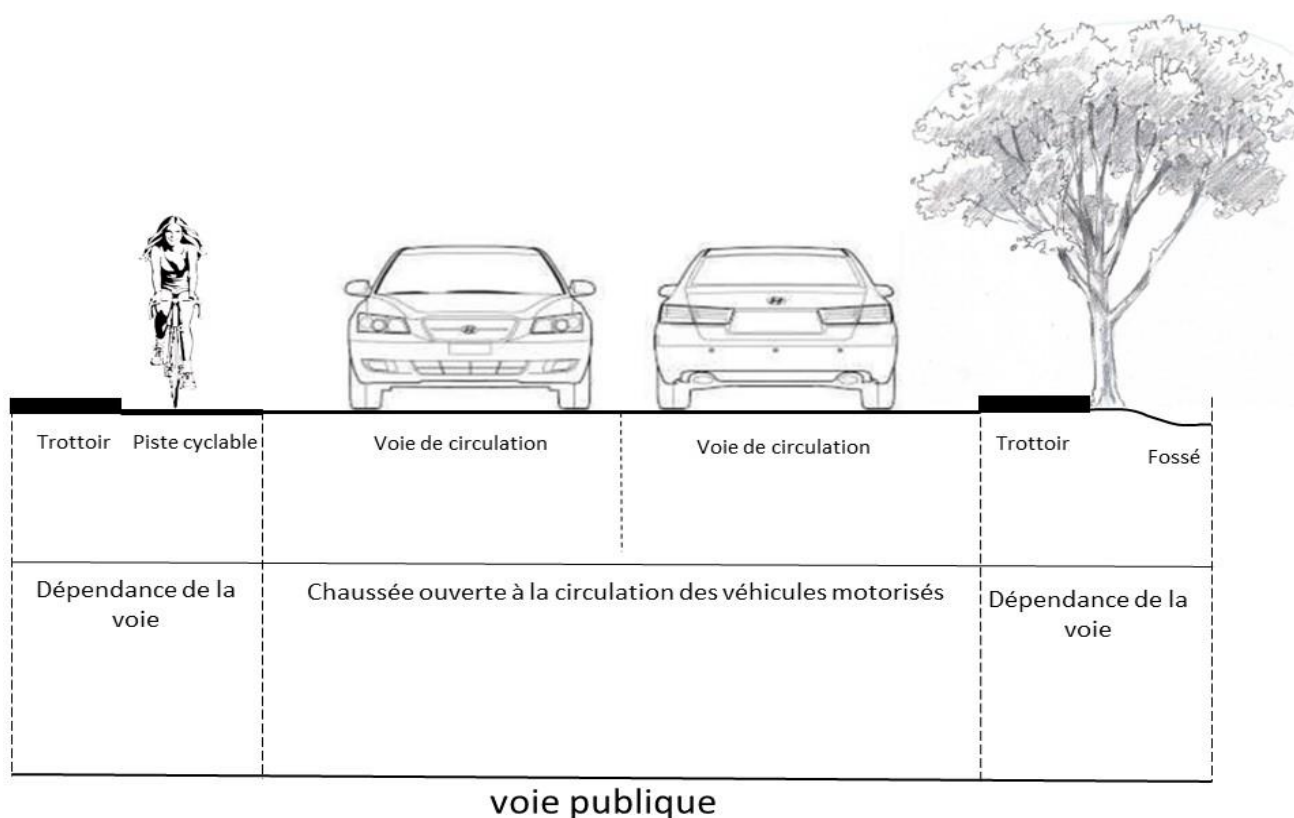 Trottoir
Piste cyclable
Voie de circulation
Voie de circulation
Trottoir
Fossé
Dépendance de la
voie
Chaussée ouverte à la circulation des véhicules motorisés
Dépendance de la
voie
voie publique